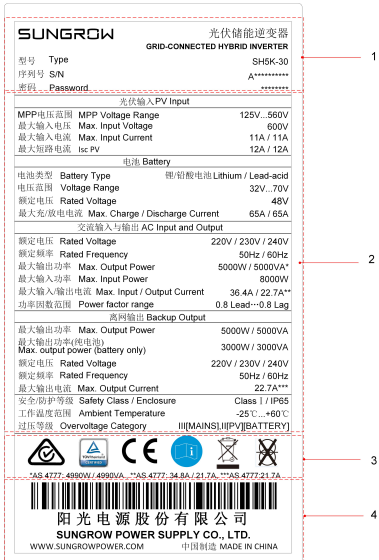 SUNGROW 光伏储能逆变器
GRID-CONNECTED HYBRID INVERTER
型号 Type SH5K-30
序列号 S/N A**********
密码 Password ********
光伏输入PV Input
MPP电压范围 MPP Voltage Range 125V...560V
最大输入电压 Max. Input Voltage 600V
最大输入电流 Max. Input Current 11A / 11A
最大短路电流 Isc PV 12A / 12A
电池 Battery
电池类型 Battery Type 锂/铅酸电池 Lithium / Lead-acid
电压范围 Voltage Range 32V...70V
额定电压 Rated Voltage 48V
最大充/放电电流 Max. Charge / Discharge Current 65A / 65A
交流输入与输出 AC Input and Output
额定电压 Rated Voltage 220V / 230V / 240V
额定频率 Rated Frequency 50Hz / 60Hz
最大输出功率 Max. Output Power 5000W / 5000VA*
最大输入功率 Max. Input Power 8000W
最大输入/输出电流 Max. Input / Output Current 36.4A / 22.7A**
功率因数范围 Power factor range 0.8 Lead…0.8 Lag
离网输出 Backup Output
最大输出功率 Max. Output Power 5000W / 5000VA
最大输出功率(纯电池)
Max. output power (battery only) 3000W / 3000VA
额定电压 Rated Voltage 220V / 230V / 240V
额定频率 Rated Frequency 50Hz / 60Hz
最大输出电流 Max. Output Current 22.7A***
安全/防护等级 Safety Class / Enclosure Class I / IP65
工作温度范围 Ambient Temperature -25℃...+60℃
过压等级 Overvoltage Category III[MAINS],II[PV][BATTERY]
CE
*AS 4777: 4990W / 4990VA **AS 4777: 34.8A / 21.7A, ***AS 4777:21.7A
阳光电源股份有限公司
SUNGROW POWER SUPPLY CO., LTD.
WWW.SUNGROWPOWER.COM 中国制造 MADE IN CHINA
1
2
3
4